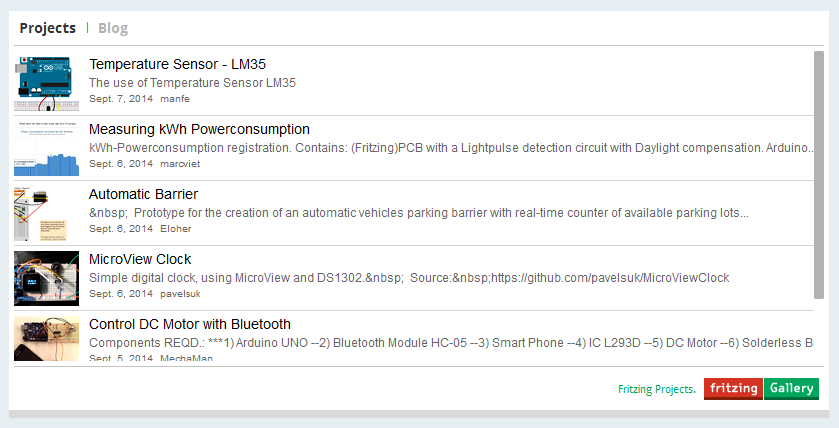 Projects | Blog
Temperature Sensor - LM35
The use of Temperature Sensor LM35
Sept. 7, 2014 manfe
Measuring kWh Powerconsumption
kWh-Powerconsumption registration. Contains: (Fritzing)PCB with a Lightpulse detection circuit with Daylight compensation. Arduino...
Sept. 6, 2014 marcviet
Automatic Barrier
&nbsp; Prototype for the creation of an automatic vehicles parking barrier with real-time counter of available parking lots...
Sept. 6, 2014 Eloher
MicroView Clock
Simple digital clock, using MicroView and DS1302.&nbsp; Source:&nbsp;https://github.com/pavelsuk/MicroViewClock
Sept. 6, 2014 pavelsuk
Control DC Motor with Bluetooth
Components REQD.: ***1) Arduino UNO --2) Bluetooth Module HC-05 --3) Smart Phone --4) IC L293D --5) DC Motor --6) Solderless B
Sept. 5, 2014 MechaMan
Fritzing Projects. fritzing Gallery